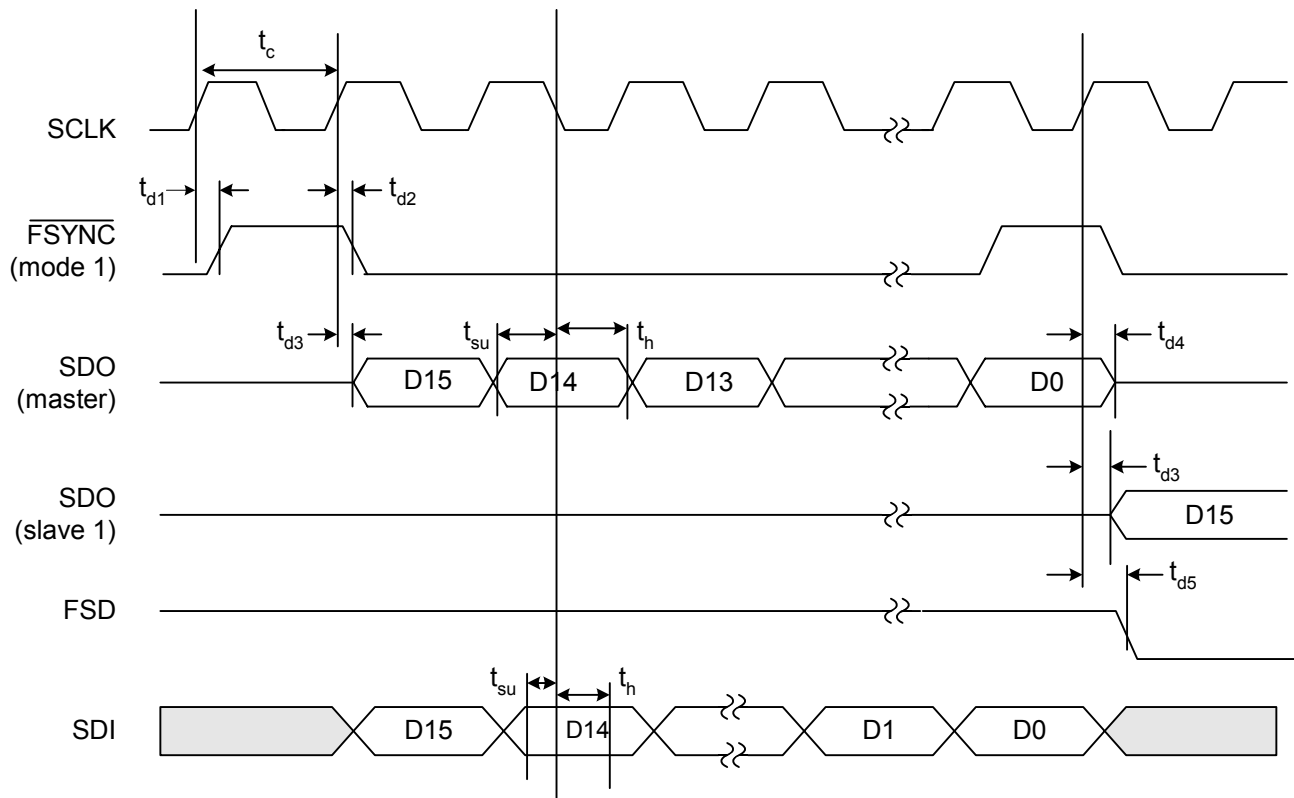 t_c
SCLK
t_d1
t_d2
FSYNC
(mode 1)
t_d3
t_su
t_h
t_d4
SDO
(master)
D15
D14
D13
D0
t_d3
SDO
(slave 1)
D15
t_d5
FSD
t_su
t_h
SDI
D15
D14
D1
D0